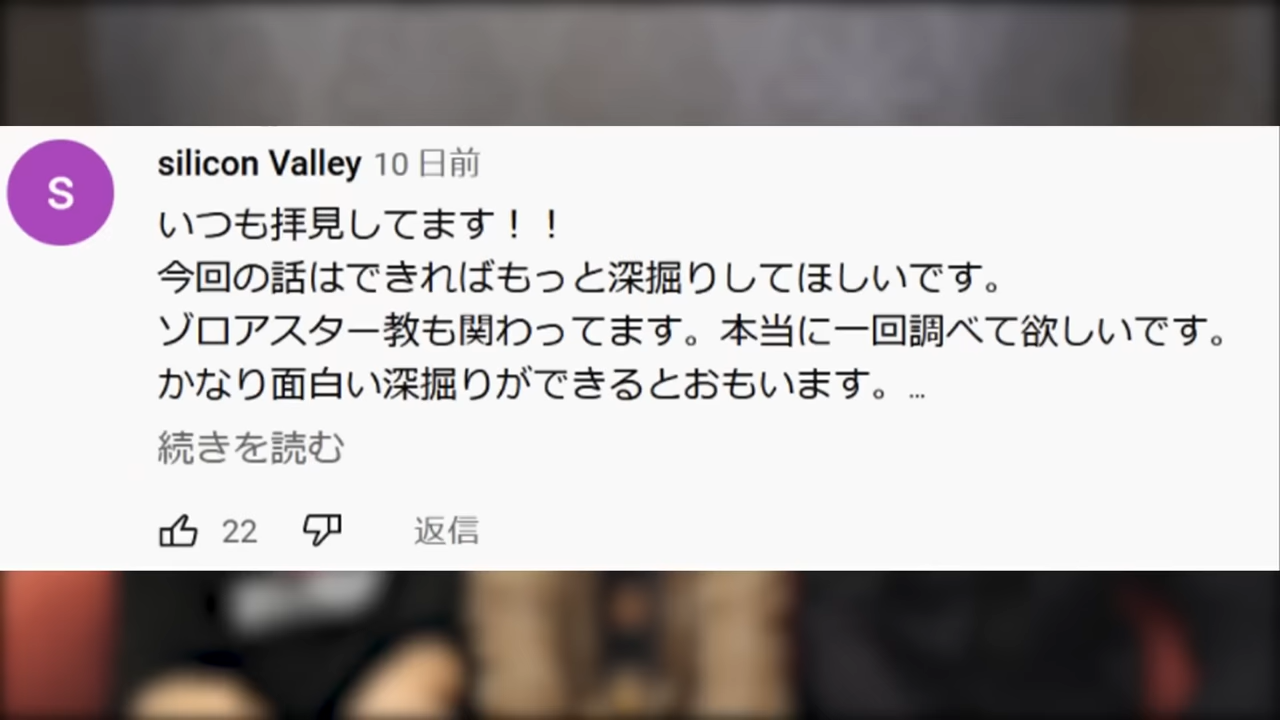 S
silicon Valley 10 日前
いつも拝見してます！！
今回の話はできればもっと深掘りしてほしいです。
ゾロアスター教も関わってます。本当に一回調べて欲しいです。
かなり面白い深掘りができるとおもいます。...
続きを読む
22 返信